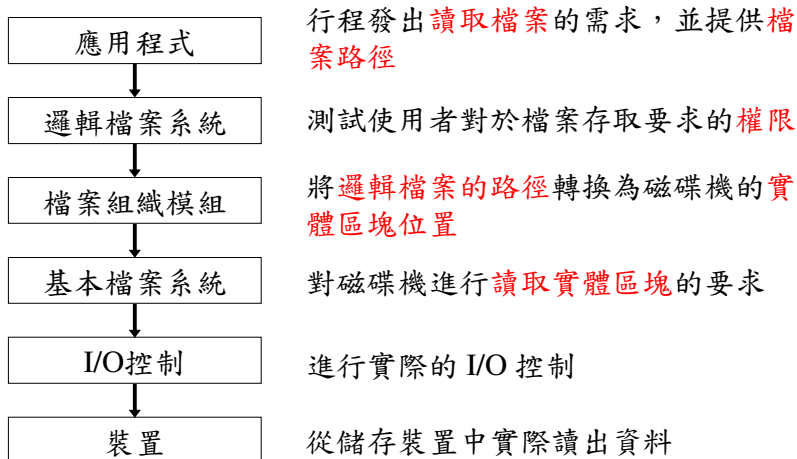 行程發出讀取檔案的需求，並提供檔
案路徑
應用程式
邏輯檔案系統
測試使用者對於檔案存取要求的權限
檔案組織模組
將邏輯檔案的路徑轉換為磁碟機的實
體區塊位置
基本檔案系統
對磁碟機進行讀取實體區塊的要求
I/O控制
進行實際的 I/O 控制
裝置
從儲存裝置中實際讀出資料